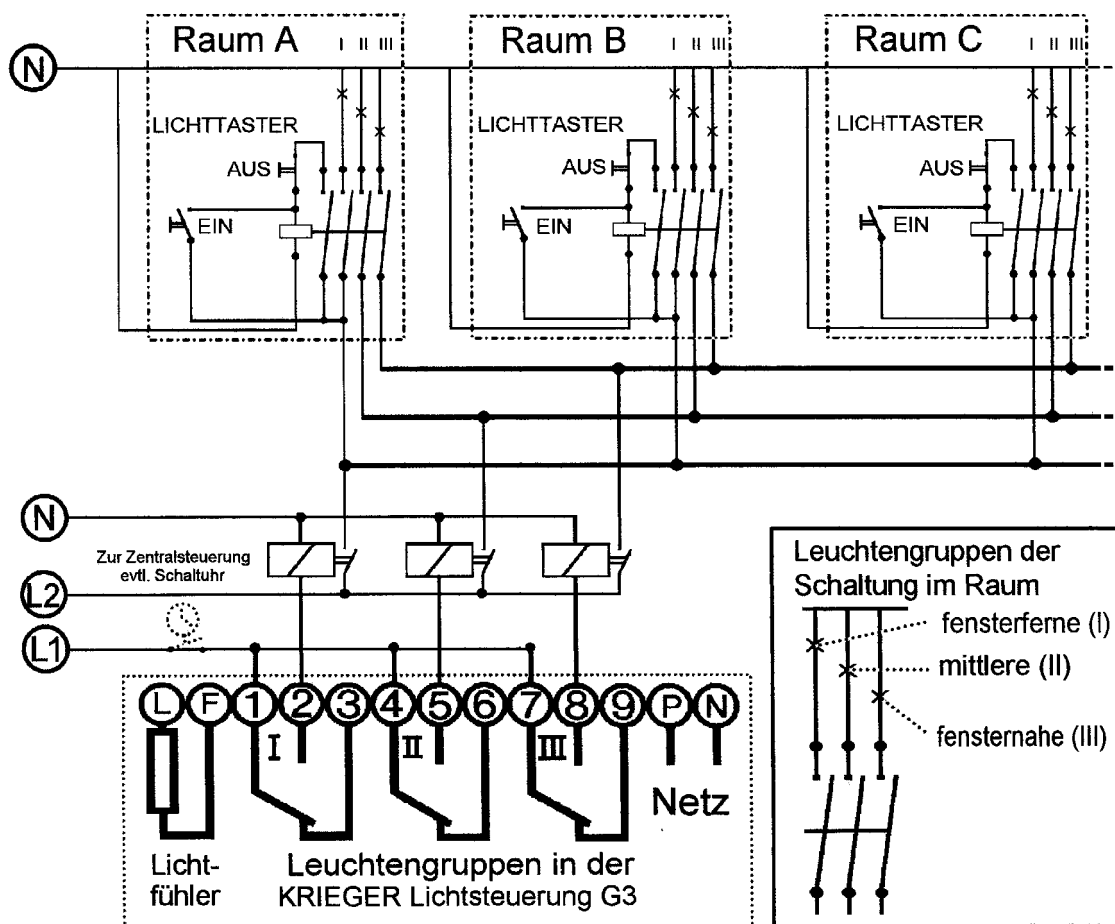 Raum A I II III
Raum B I II III
Raum C I II III
N
LICHTTASTER
LICHTTASTER
LICHTTASTER
AUS
AUS
AUS
EIN
EIN
EIN
N
Zur Zentralsteuerung
evtl. Schaltuhr
L2
L1
L F 1 2 3 4 5 6 7 8 9 P N
I II III
Netz
Licht-
fühler
Leuchtengruppen in der
KRIEGER Lichtsteuerung G3
Leuchtengruppen der
Schaltung im Raum
fensterferne (I)
mittlere (II)
fensternahe (III)